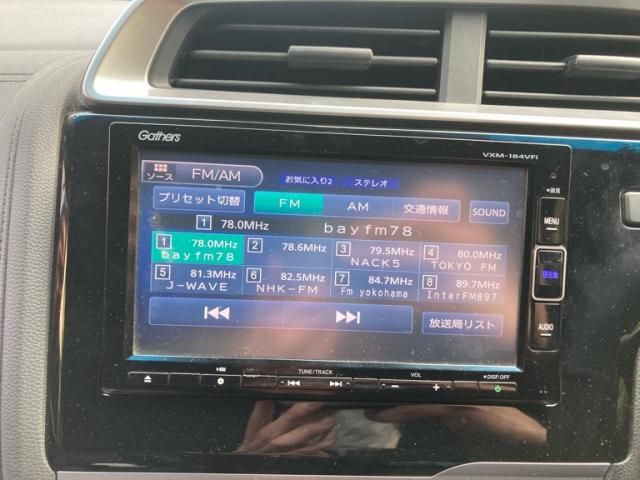 Gathers
VXM-184VFi
ソース FM/AM お気に入り2 ステレオ
プリセット切替 FM AM 交通情報 SOUND
1 78.0MHz bayfm78
1 78.0MHz bayfm78
2 78.6MHz
3 79.5MHz NACK5
4 80.0MHz TOKYO FM
5 81.3MHz J-WAVE
6 82.5MHz NHK-FM
7 84.7MHz Fm yokohama
8 89.7MHz InterFM897
放送局リスト
MENU
AUDIO
TUNE/TRACK
VOL
DISP.OFF